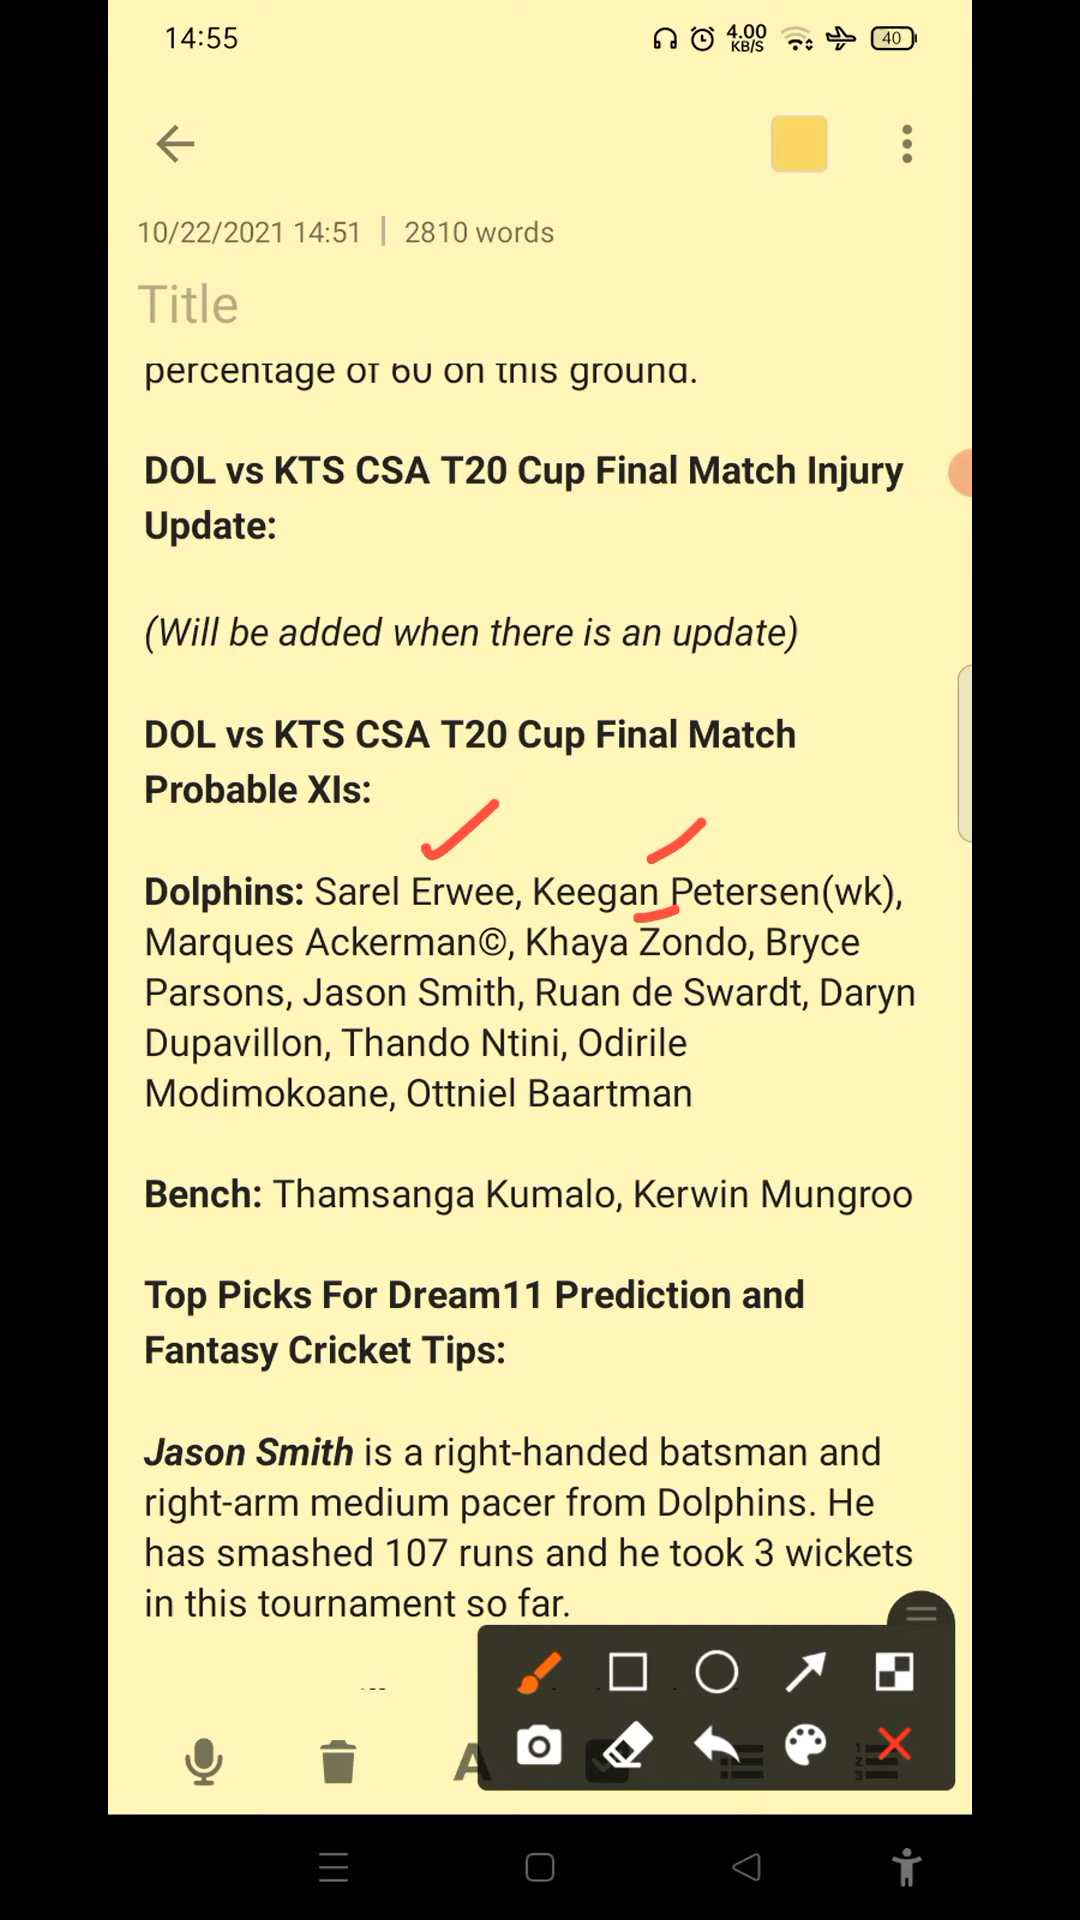 14:55
4.00
KB/S
40
10/22/2021 14:51 | 2810 words
Title
percentage of 60 on this ground.
DOL vs KTS CSA T20 Cup Final Match Injury
Update:
(Will be added when there is an update)
DOL vs KTS CSA T20 Cup Final Match
Probable XIs:
Dolphins: Sarel Erwee, Keegan Petersen(wk),
Marques Ackerman©, Khaya Zondo, Bryce
Parsons, Jason Smith, Ruan de Swardt, Daryn
Dupavillon, Thando Ntini, Odirile
Modimokoane, Ottniel Baartman
Bench: Thamsanga Kumalo, Kerwin Mungroo
Top Picks For Dream11 Prediction and
Fantasy Cricket Tips:
Jason Smith is a right-handed batsman and
right-arm medium pacer from Dolphins. He
has smashed 107 runs and he took 3 wickets
in this tournament so far.